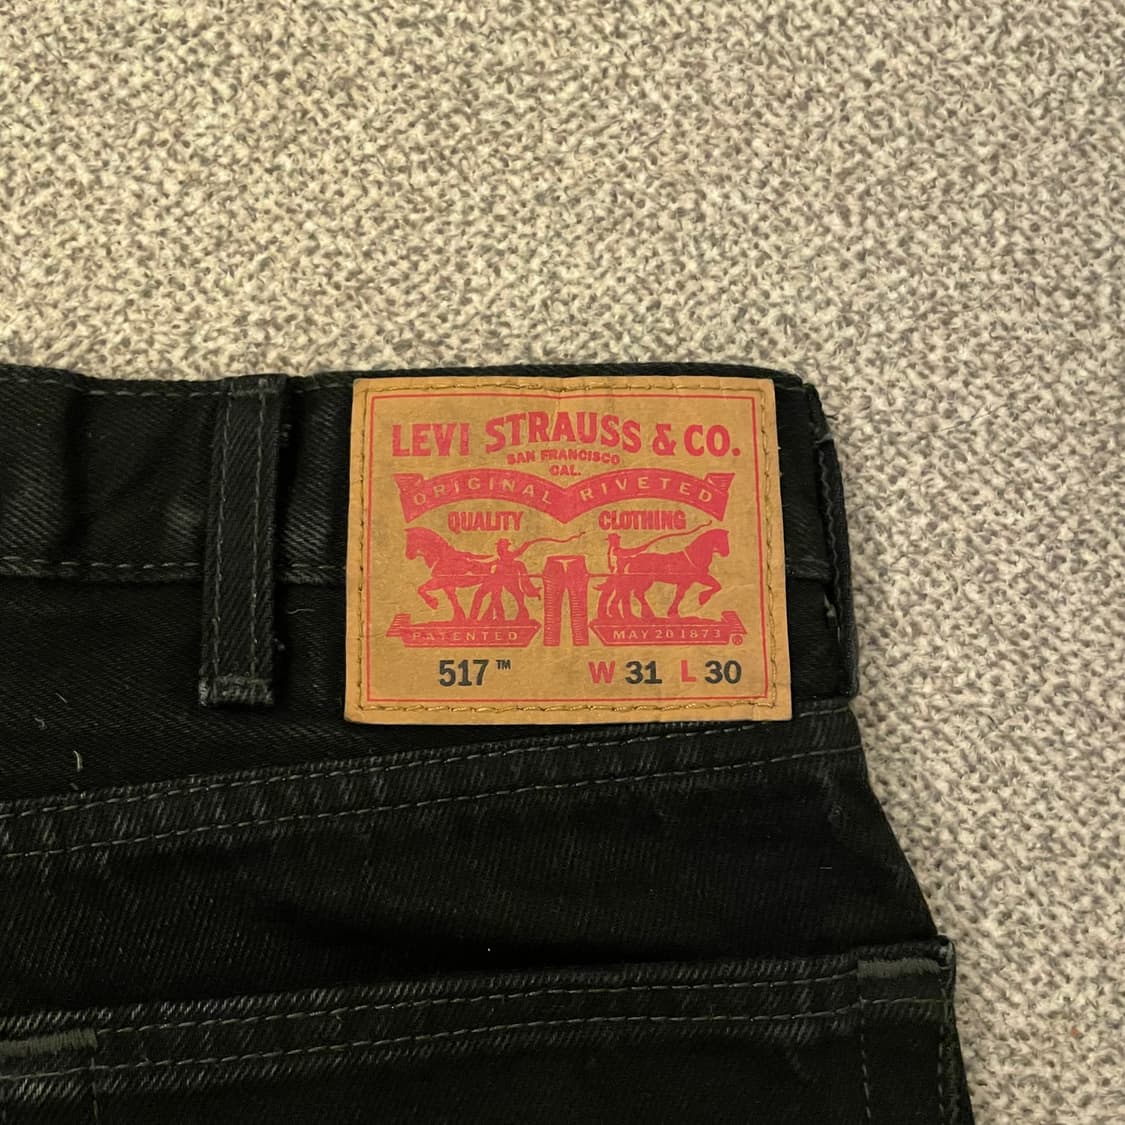 LEVI STRAUSS & CO.
SAN FRANCISCO
CAL.
ORIGINAL RIVETED
QUALITY CLOTHING
PATENTED MAY 20 1873 ®
517™ W 31 L 30